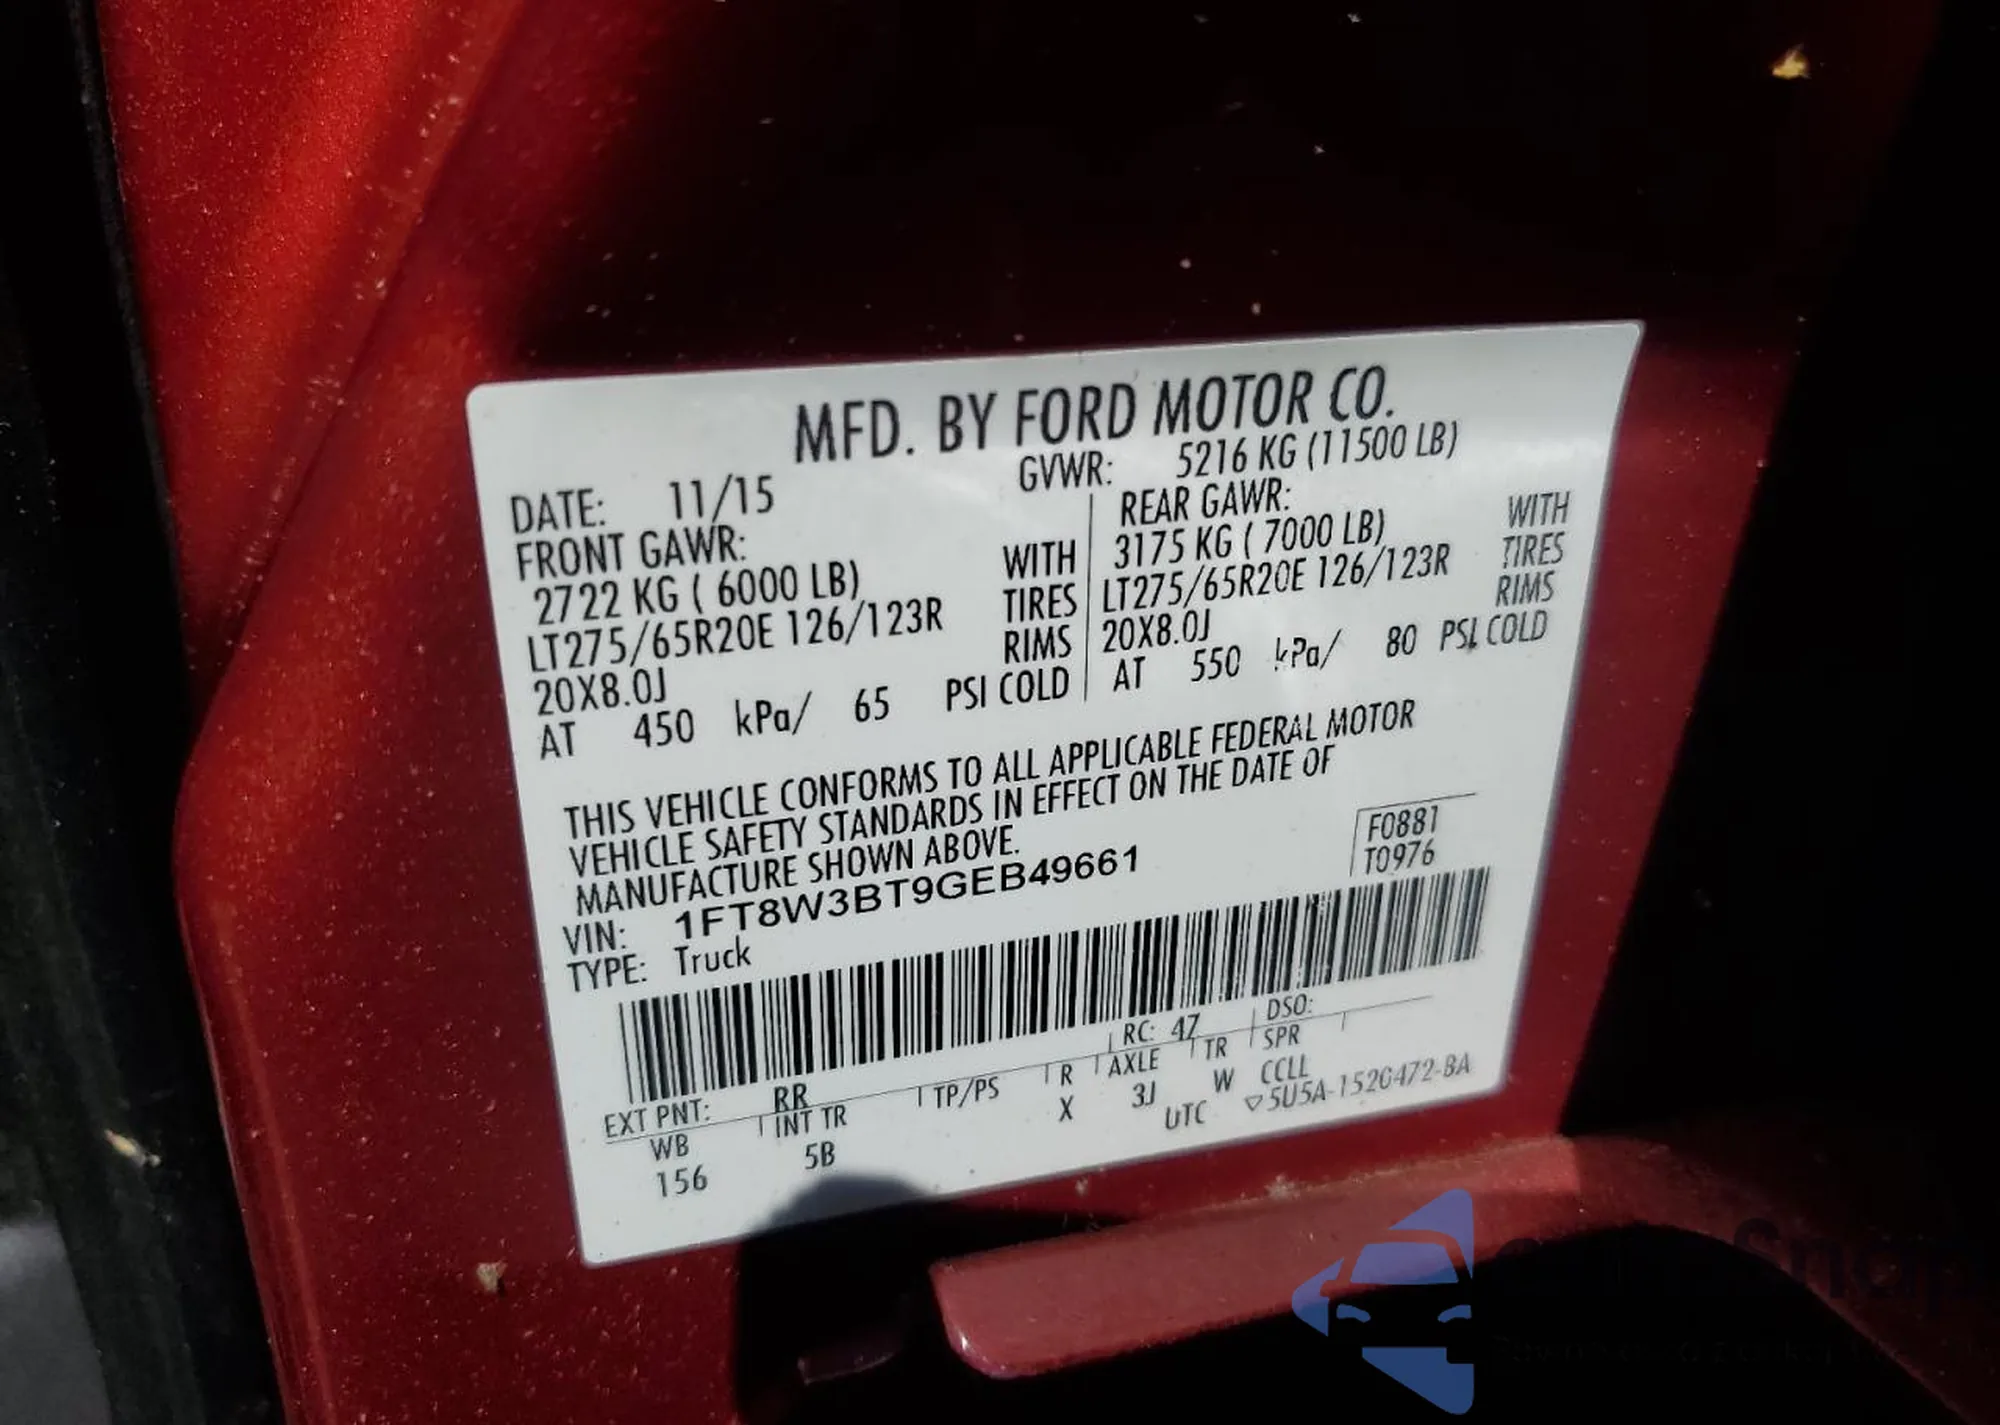 MFD. BY FORD MOTOR CO.
DATE: 11/15 GVWR: 5216 KG (11500 LB)
FRONT GAWR: REAR GAWR:
2722 KG ( 6000 LB) WITH 3175 KG ( 7000 LB) WITH
LT275/65R20E 126/123R TIRES LT275/65R20E 126/123R TIRES
20X8.0J RIMS 20X8.0J RIMS
AT 450 kPa/ 65 PSI COLD AT 550 kPa/ 80 PSI COLD
THIS VEHICLE CONFORMS TO ALL APPLICABLE FEDERAL MOTOR
VEHICLE SAFETY STANDARDS IN EFFECT ON THE DATE OF
MANUFACTURE SHOWN ABOVE.
F0881
T0976
VIN: 1FT8W3BT9GEB49661
TYPE: Truck
EXT PNT: RR RC: 47 DSO:
WB INT TR TP/PS R AXLE TR SPR
156 5B X 3J W CCLL
UTC ▽5U5A-1520472-BA